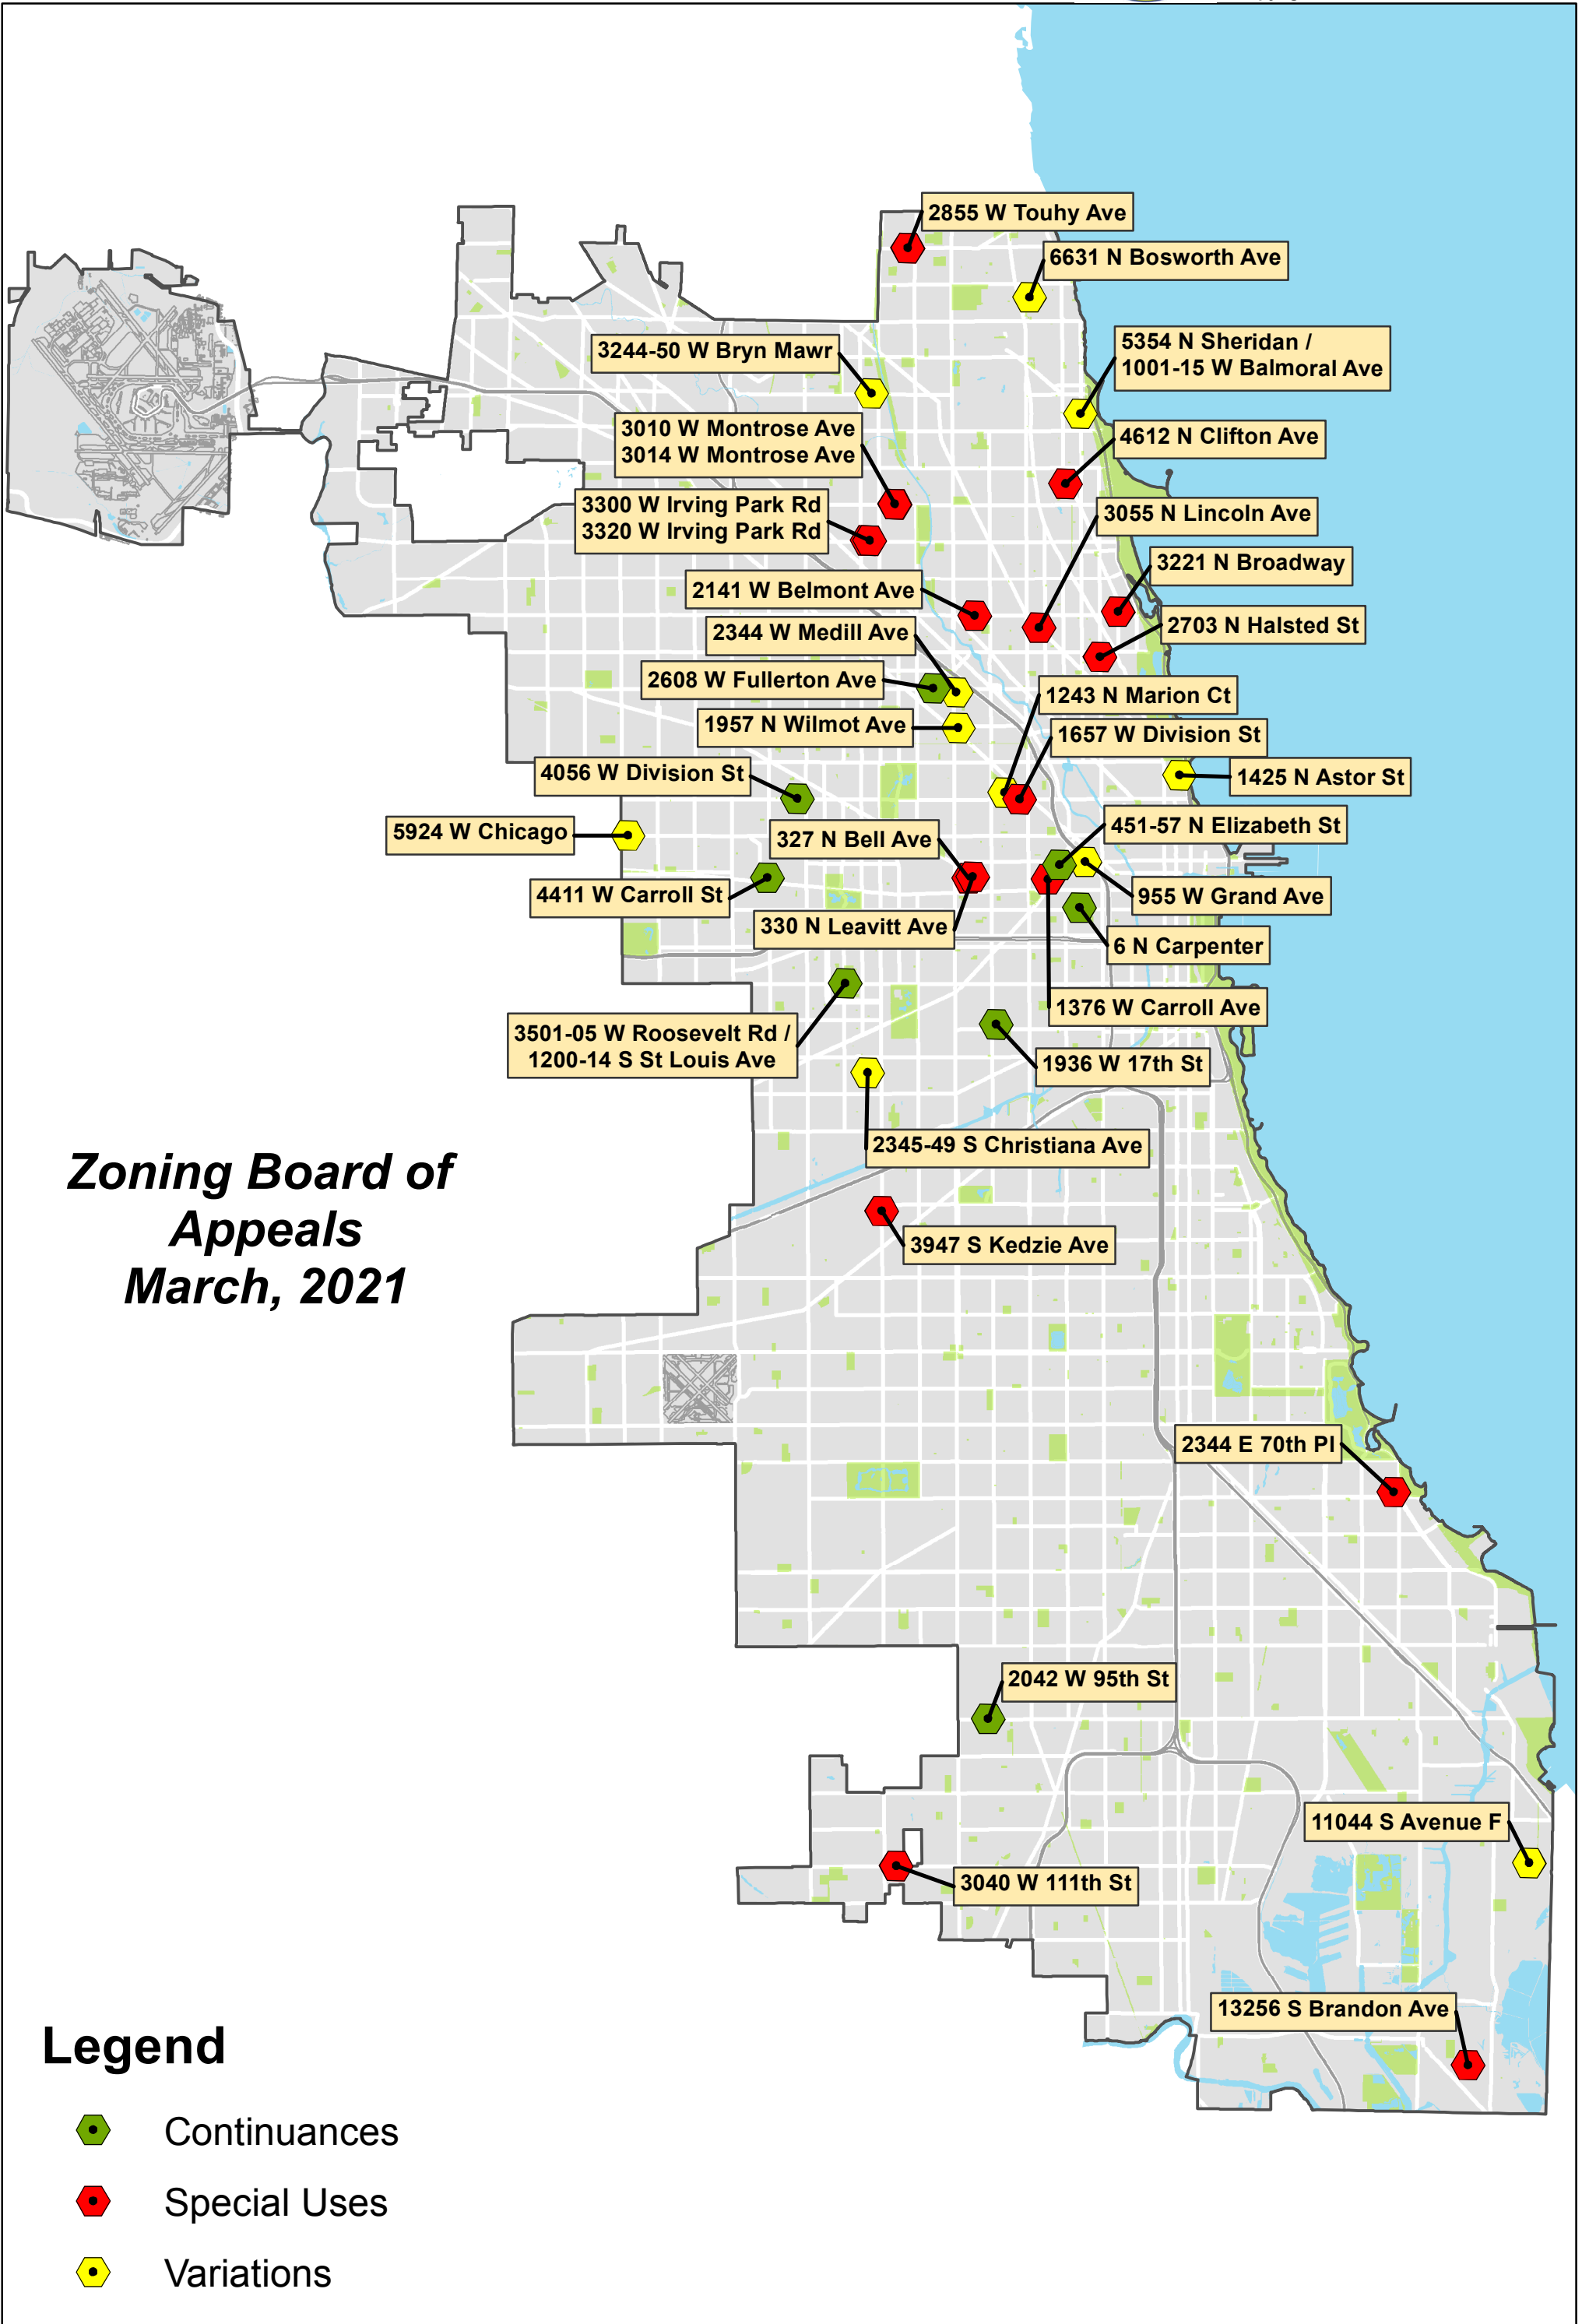 2855 W Touhy Ave
6631 N Bosworth Ave
5354 N Sheridan /
1001-15 W Balmoral Ave
3244-50 W Bryn Mawr
3010 W Montrose Ave
3014 W Montrose Ave
4612 N Clifton Ave
3300 W Irving Park Rd
3320 W Irving Park Rd
3055 N Lincoln Ave
3221 N Broadway
2141 W Belmont Ave
2703 N Halsted St
2344 W Medill Ave
2608 W Fullerton Ave
1243 N Marion Ct
1957 N Wilmot Ave
1657 W Division St
4056 W Division St
1425 N Astor St
5924 W Chicago
327 N Bell Ave
451-57 N Elizabeth St
4411 W Carroll St
955 W Grand Ave
330 N Leavitt Ave
6 N Carpenter
1376 W Carroll Ave
3501-05 W Roosevelt Rd /
1200-14 S St Louis Ave
1936 W 17th St
2345-49 S Christiana Ave
Zoning Board of
Appeals
March, 2021
3947 S Kedzie Ave
2344 E 70th Pl
2042 W 95th St
11044 S Avenue F
3040 W 111th St
13256 S Brandon Ave
Legend
Continuances
Special Uses
Variations